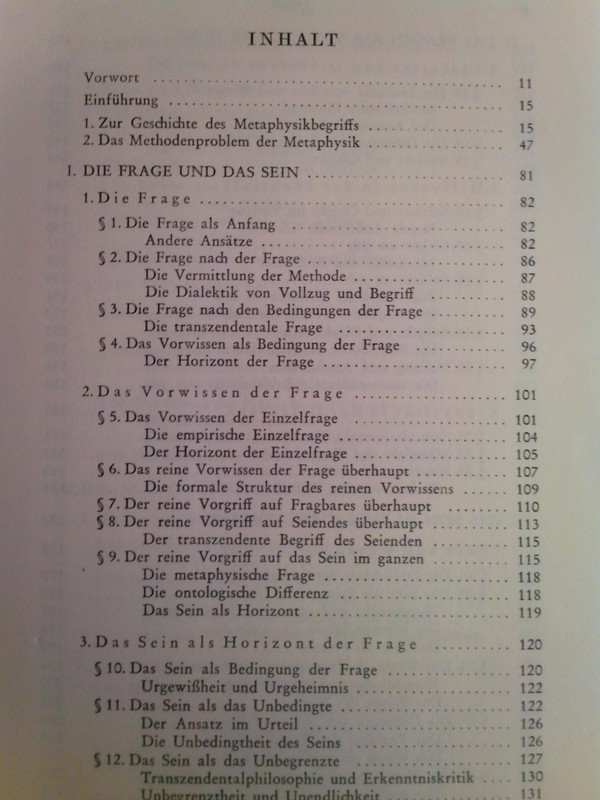 INHALT
Vorwort 11
Einführung 15
1. Zur Geschichte des Metaphysikbegriffs 15
2. Das Methodenproblem der Metaphysik 47
I. DIE FRAGE UND DAS SEIN 81
1. Die Frage 82
§ 1. Die Frage als Anfang 82
Andere Ansätze 82
§ 2. Die Frage nach der Frage 86
Die Vermittlung der Methode 87
Die Dialektik von Vollzug und Begriff 88
§ 3. Die Frage nach den Bedingungen der Frage 89
Die transzendentale Frage 93
§ 4. Das Vorwissen als Bedingung der Frage 96
Der Horizont der Frage 97
2. Das Vorwissen der Frage 101
§ 5. Das Vorwissen der Einzelfrage 101
Die empirische Einzelfrage 104
Der Horizont der Einzelfrage 105
§ 6. Das reine Vorwissen der Frage überhaupt 107
Die formale Struktur des reinen Vorwissens 109
§ 7. Der reine Vorgriff auf Fragbares überhaupt 110
§ 8. Der reine Vorgriff auf Seiendes überhaupt 113
Der transzendente Begriff des Seienden 115
§ 9. Der reine Vorgriff auf das Sein im ganzen 115
Die metaphysische Frage 118
Die ontologische Differenz 118
Das Sein als Horizont 119
3. Das Sein als Horizont der Frage 120
§ 10. Das Sein als Bedingung der Frage 120
Urgewißheit und Urgeheimnis 122
§ 11. Das Sein als das Unbedingte 122
Der Ansatz im Urteil 126
Die Unbedingtheit des Seins 126
§ 12. Das Sein als das Unbegrenzte 127
Transzendentalphilosophie und Erkenntniskritik 130
Unbegrenztheit und Unendlichkeit 131